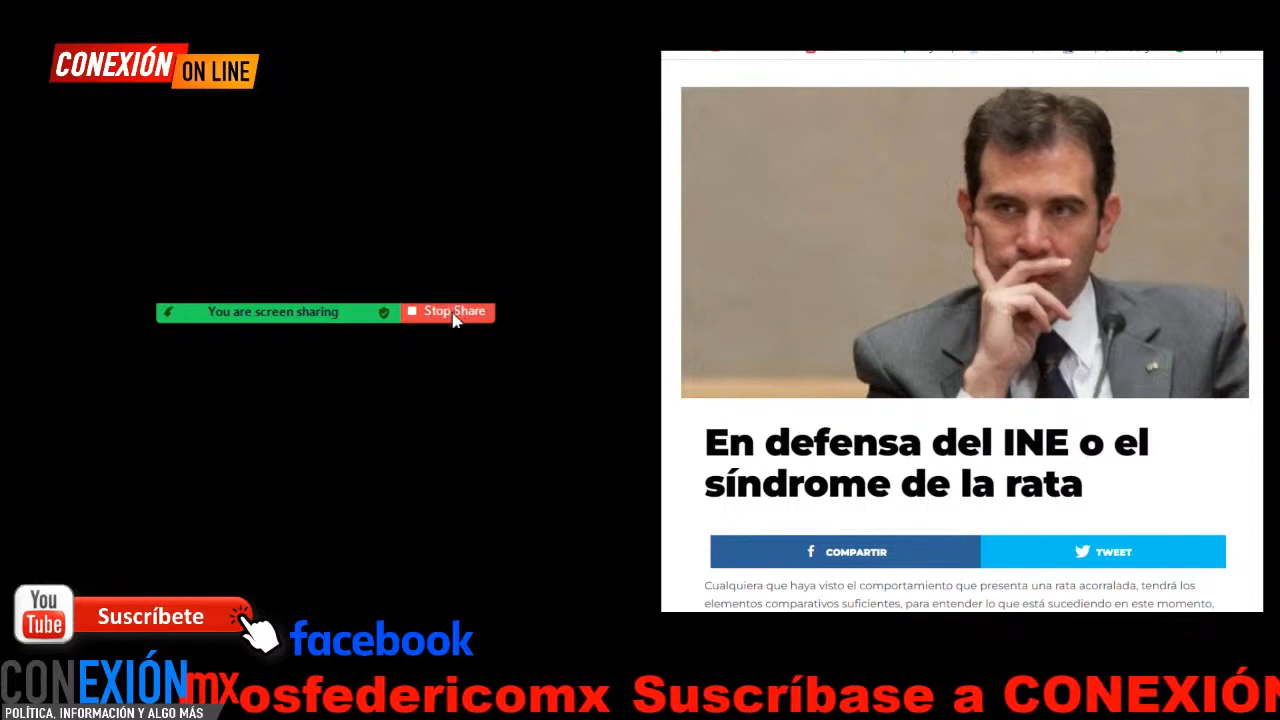 CONEXIÓN
ON LINE
You are screen sharing
Stop Share
En defensa del INE o el
síndrome de la rata
COMPARTIR
TWEET
Cualquiera que haya visto el comportamiento que presenta una rata acorralada, tendrá los
elementos comparativos suficientes, para entender lo que está sucediendo en este momento,
You
Tube
Suscríbete
facebook
CONEXIÓN mx
POLÍTICA, INFORMACIÓN Y ALGO MÁS
osfedericomx Suscríbase a CONEXIÓN